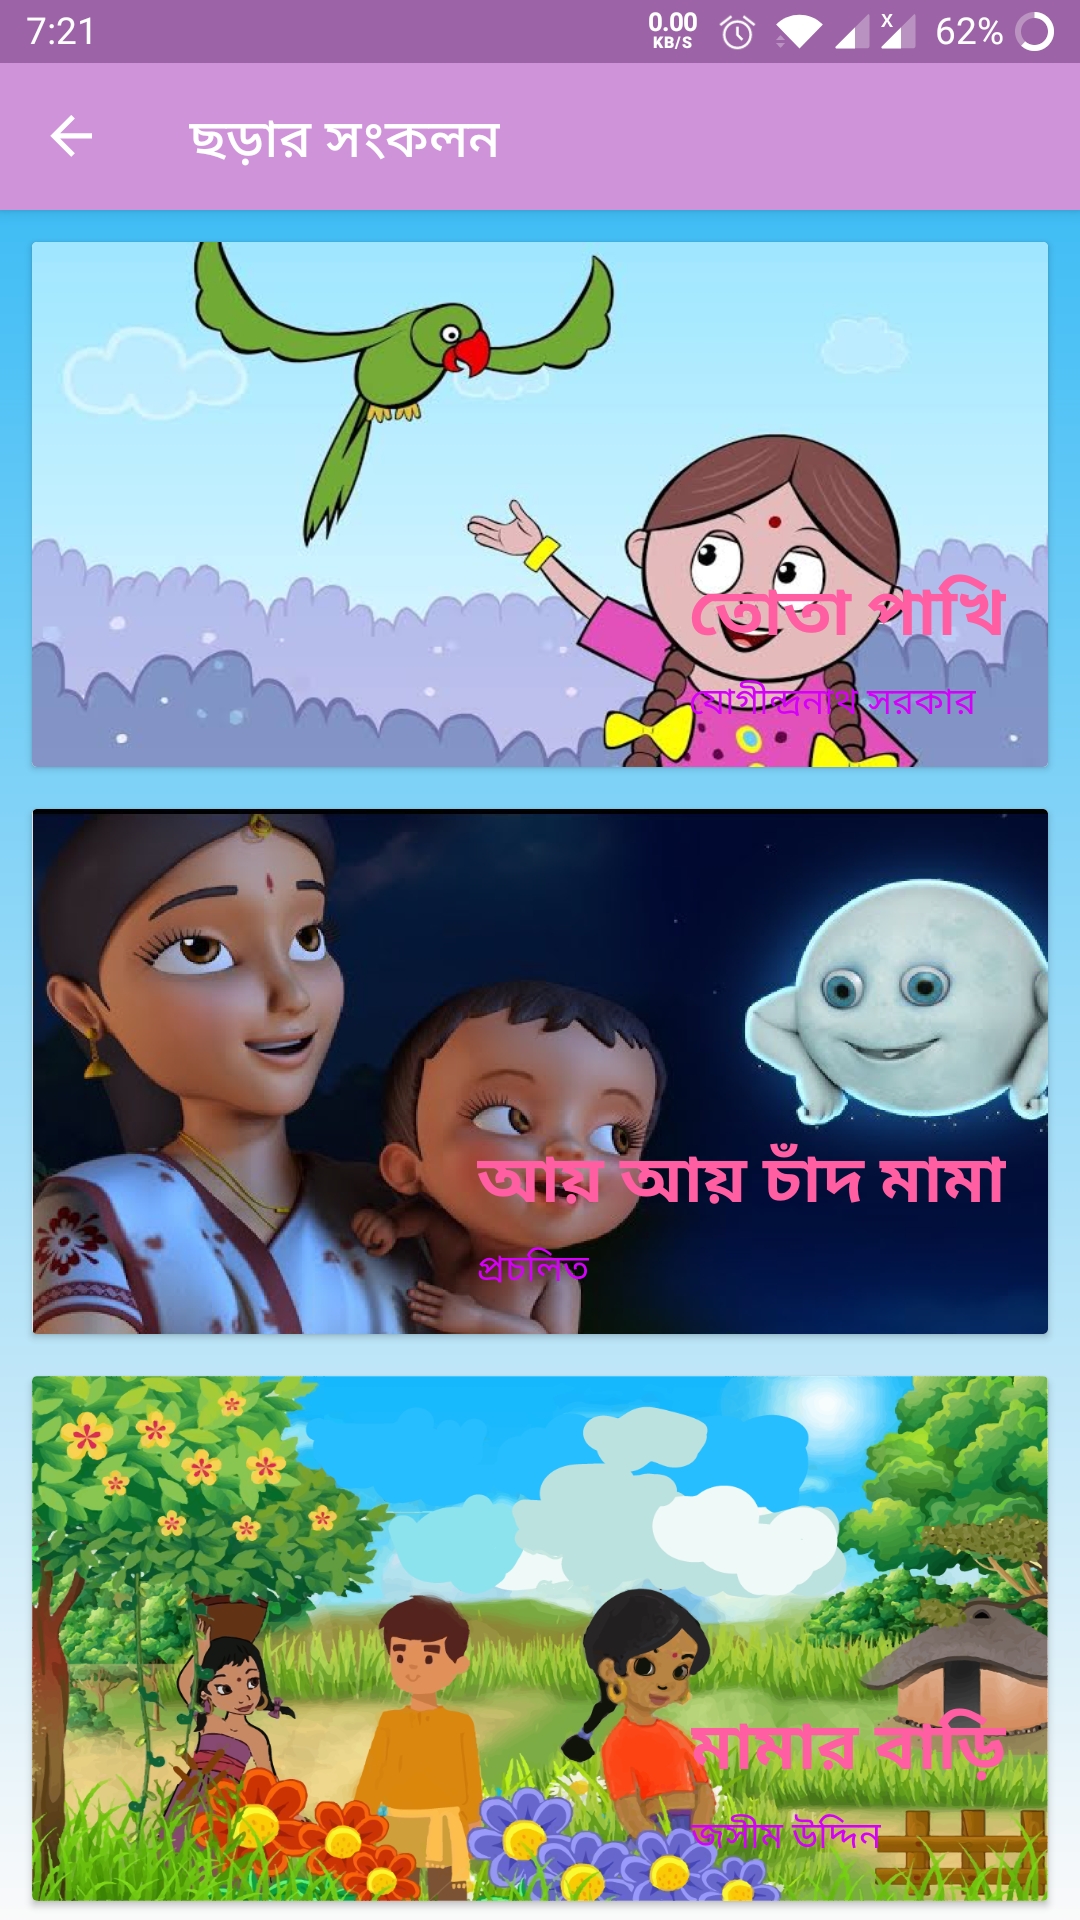 7:21 0.00 KB/S X 62%
ছড়ার সংকলন
তোতা পাখি
যোগীন্দ্রনাথ সরকার
আয় আয় চাঁদ মামা
প্রচলিত
মামার বাড়ি
জসীম উদ্দিন